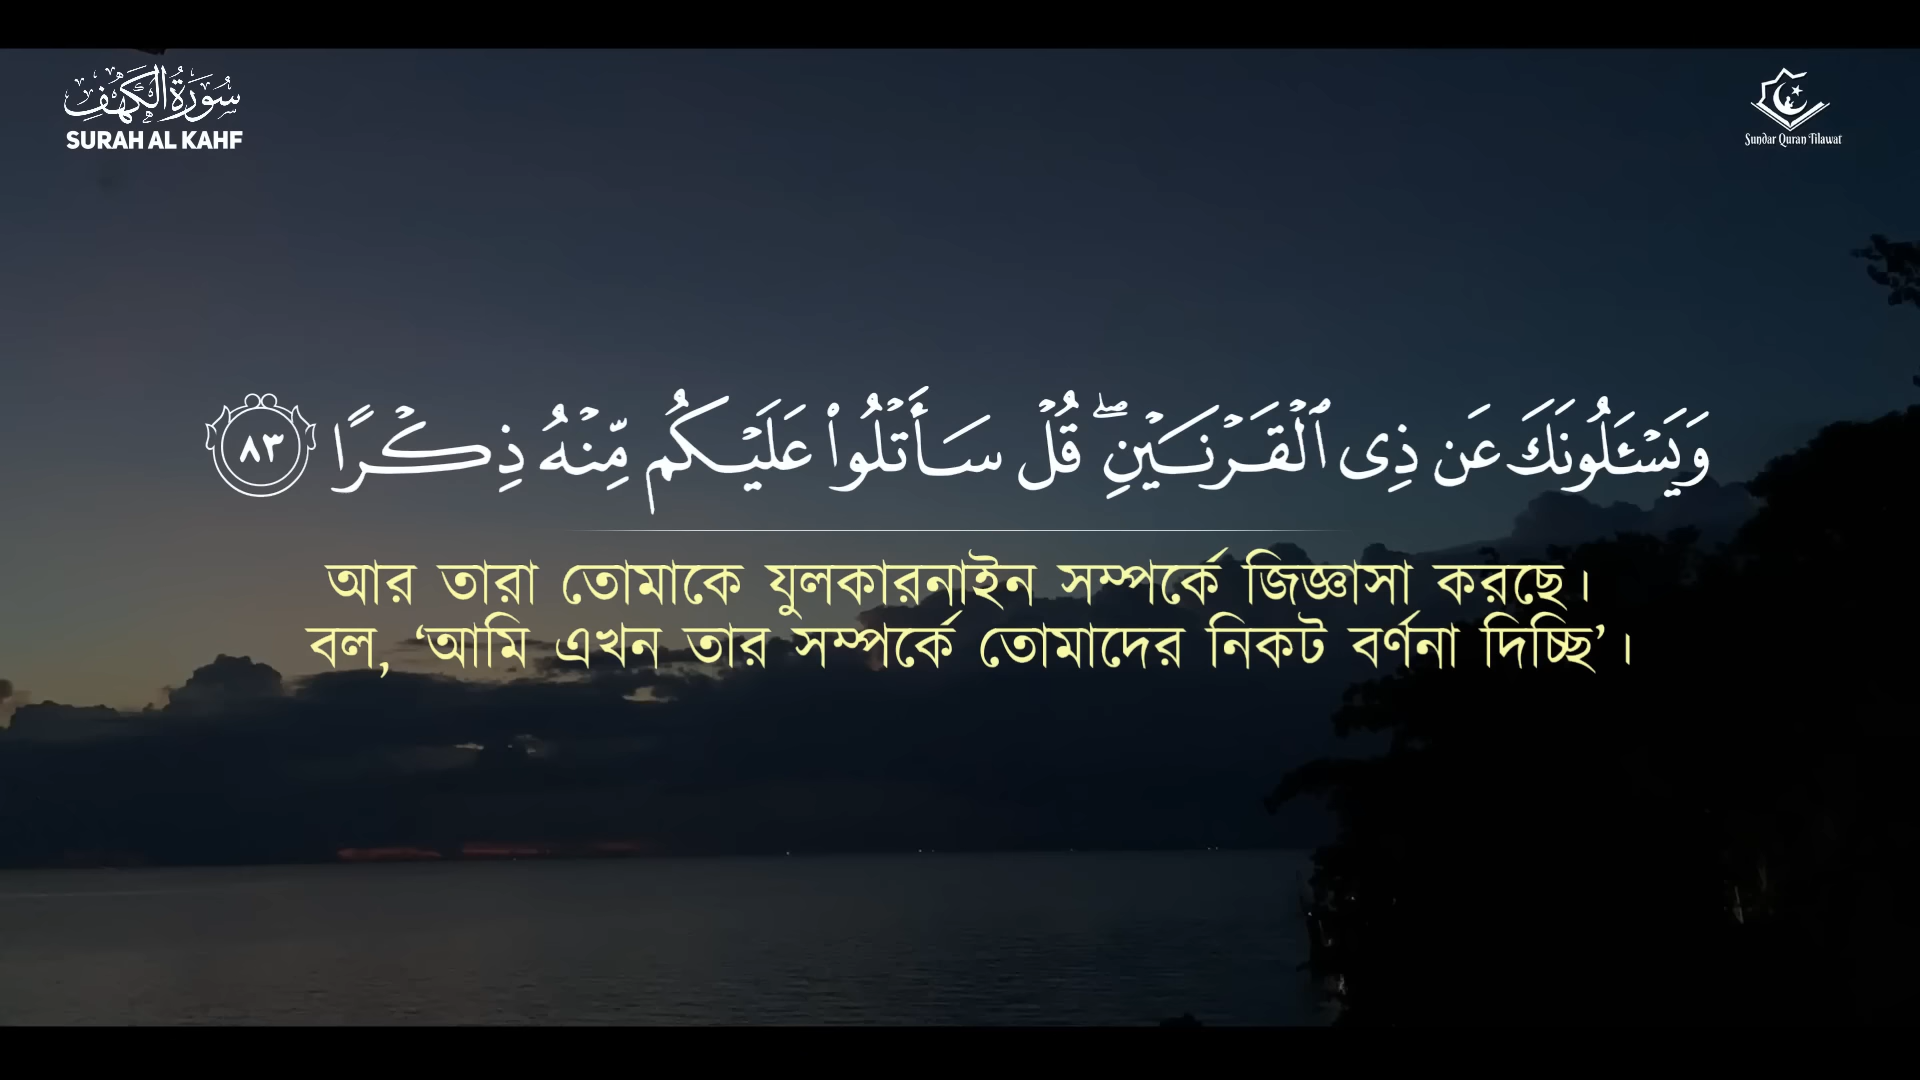 سُورَةُ الكَهْفِ
SURAH AL KAHF
Sundar Quran Tilawat
وَيَسْـَٔلُونَكَ عَن ذِى ٱلْقَرْنَيْنِ ۖ قُلْ سَأَتْلُوا۟ عَلَيْكُم مِّنْهُ ذِكْرًا ٨٣
আর তারা তোমাকে যুলকারনাইন সম্পর্কে জিজ্ঞাসা করছে।
বল, ‘আমি এখন তার সম্পর্কে তোমাদের নিকট বর্ণনা দিচ্ছি’।